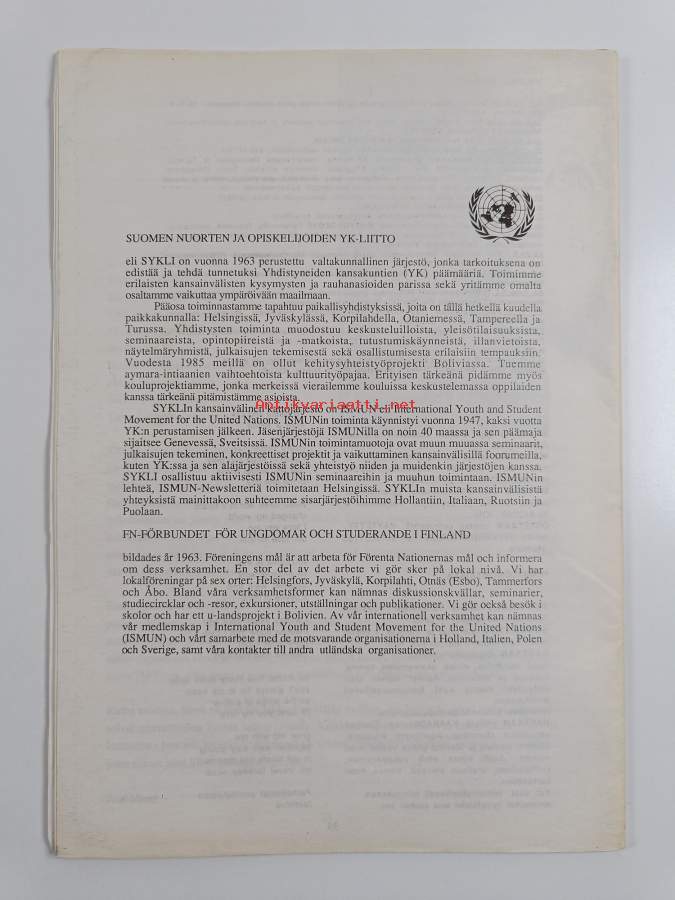 SUOMEN NUORTEN JA OPISKELIJOIDEN YK-LIITTO
eli SYKLI on vuonna 1963 perustettu valtakunnallinen järjestö, jonka tarkoituksena on
edistää ja tehdä tunnetuksi Yhdistyneiden kansakuntien (YK) päämääriä. Toimimme
erilaisten kansainvälisten kysymysten ja rauhanasioiden parissa sekä yritämme omalta
osaltamme vaikuttaa ympäröivään maailmaan.
Pääosa toiminnastamme tapahtuu paikallisyhdistyksissä, joita on tällä hetkellä kuudella
paikkakunnalla: Helsingissä, Jyväskylässä, Korpilahdella, Otaniemessä, Tampereella ja
Turussa. Yhdistysten toiminta muodostuu keskusteluilloista, yleisötilaisuuksista,
seminaareista, opintopiireistä ja -matkoista, tutustumiskäynneistä, illanvietoista,
näytelmäryhmistä, julkaisujen tekemisestä sekä osallistumisesta erilaisiin tempauksiin.
Vuodesta 1985 meillä on ollut kehitysyhteistyöprojekti Boliviassa. Tuemme
aymara-intiaanien vaihtoehtoista kulttuurityöpajaa. Erityisen tärkeänä pidämme myös
kouluprojektiamme, jonka merkeissä vierailemme kouluissa keskustelemassa oppilaiden
kanssa tärkeänä pitämistämme asioista.
Antikvariaatti.net
SYKLIn kansainvälinen kattojärjestö on ISMUN eli International Youth and Student
Movement for the United Nations. ISMUNin toiminta käynnistyi vuonna 1947, kaksi vuotta
YK:n perustamisen jälkeen. Jäsenjärjestöjä ISMUNilla on noin 40 maassa ja sen päämaja
sijaitsee Genevessä, Sveitsissä. ISMUNin toimintamuotoja ovat muun muuassa seminaarit,
julkaisujen tekeminen, konkreettiset projektit ja vaikuttaminen kansainvälisillä foorumeilla,
kuten YK:ssa ja sen alajärjestöissä sekä yhteistyö niiden ja muidenkin järjestöjen kanssa.
SYKLI osallistuu aktiivisesti ISMUNin seminaareihin ja muuhun toimintaan. ISMUNin
lehteä, ISMUN-Newsletteriä toimitetaan Helsingissä. SYKLIn muista kansainvälisistä
yhteyksistä mainittakoon suhteemme sisarjärjestöihimme Hollantiin, Italiaan, Ruotsiin ja
Puolaan.
FN-FÖRBUNDET FÖR UNGDOMAR OCH STUDERANDE I FINLAND
bildades år 1963. Föreningens mål är att arbeta för Förenta Nationernas mål och informera
om dess verksamhet. En stor del av det arbete vi gör sker på lokal nivå. Vi har
lokalföreningar på sex orter: Helsingfors, Jyväskylä, Korpilahti, Otnäs (Esbo), Tammerfors
och Åbo. Bland våra verksamhetsformer kan nämnas diskussionskvällar, seminarier,
studiecirklar och -resor, exkursioner, utställningar och publikationer. Vi gör också besök i
skolor och har ett u-landsprojekt i Bolivien. Av vår internationell verksamhet kan nämnas
vår medlemskap i International Youth and Student Movement for the United Nations
(ISMUN) och vårt samarbete med de motsvarande organisationerna i Holland, Italien, Polen
och Sverige, samt våra kontakter till andra utländska organisationer.